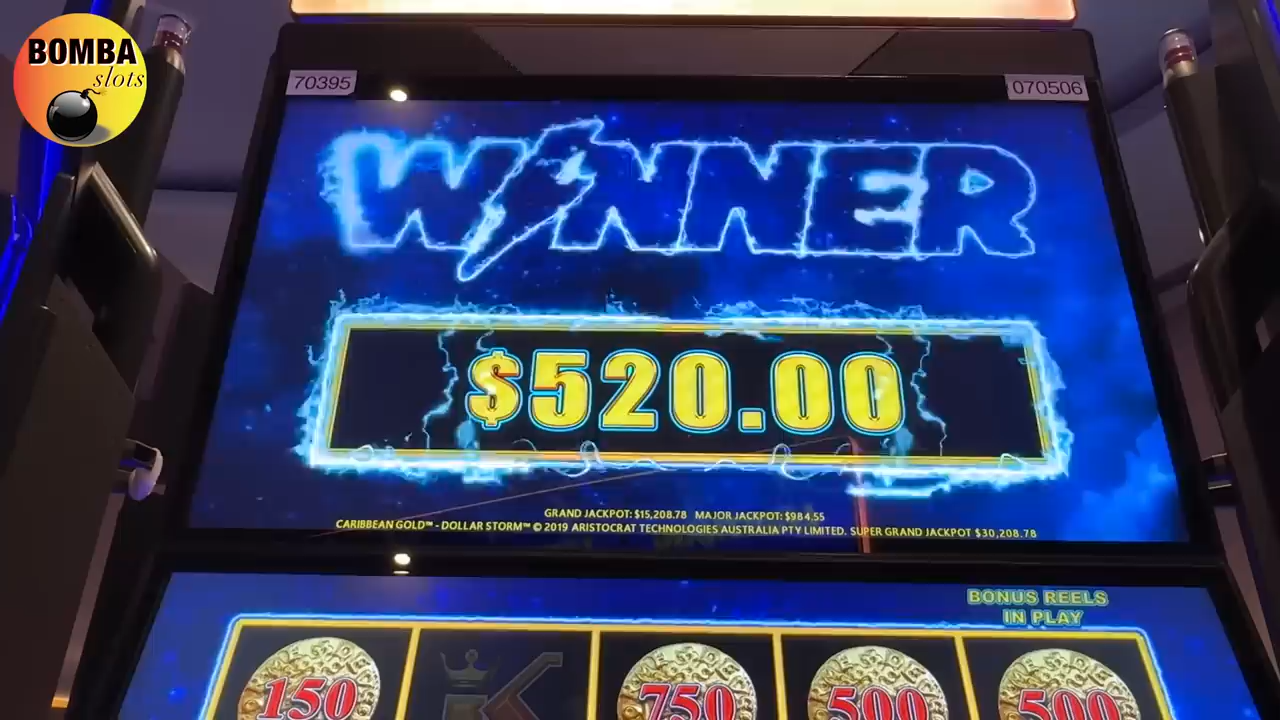 BOMBA
slots
70395
070506
WINNER
$520.00
GRAND JACKPOT: $15,208.78 MAJOR JACKPOT: $984.55
CARIBBEAN GOLD™ - DOLLAR STORM™ © 2019 ARISTOCRAT TECHNOLOGIES AUSTRALIA PTY LIMITED. SUPER GRAND JACKPOT $30,208.78
BONUS REELS
IN PLAY
150
K
750
500
500